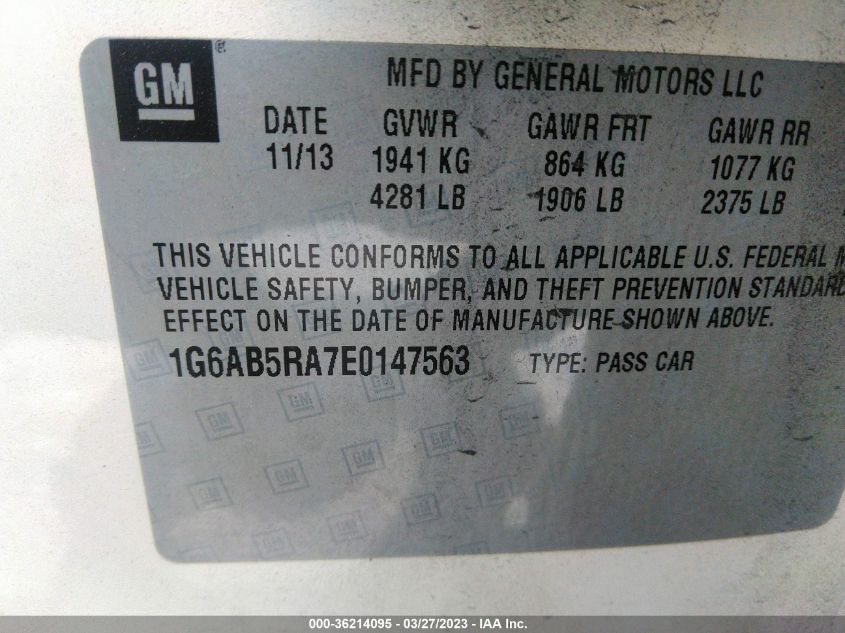 GM
MFD BY GENERAL MOTORS LLC
DATE GVWR GAWR FRT GAWR RR
11/13 1941 KG 864 KG 1077 KG
4281 LB 1906 LB 2375 LB
THIS VEHICLE CONFORMS TO ALL APPLICABLE U.S. FEDERAL
VEHICLE SAFETY, BUMPER, AND THEFT PREVENTION STANDARD
EFFECT ON THE DATE OF MANUFACTURE SHOWN ABOVE.
1G6AB5RA7E0147563 TYPE: PASS CAR
000-36214095 - 03/27/2023 - IAA Inc.